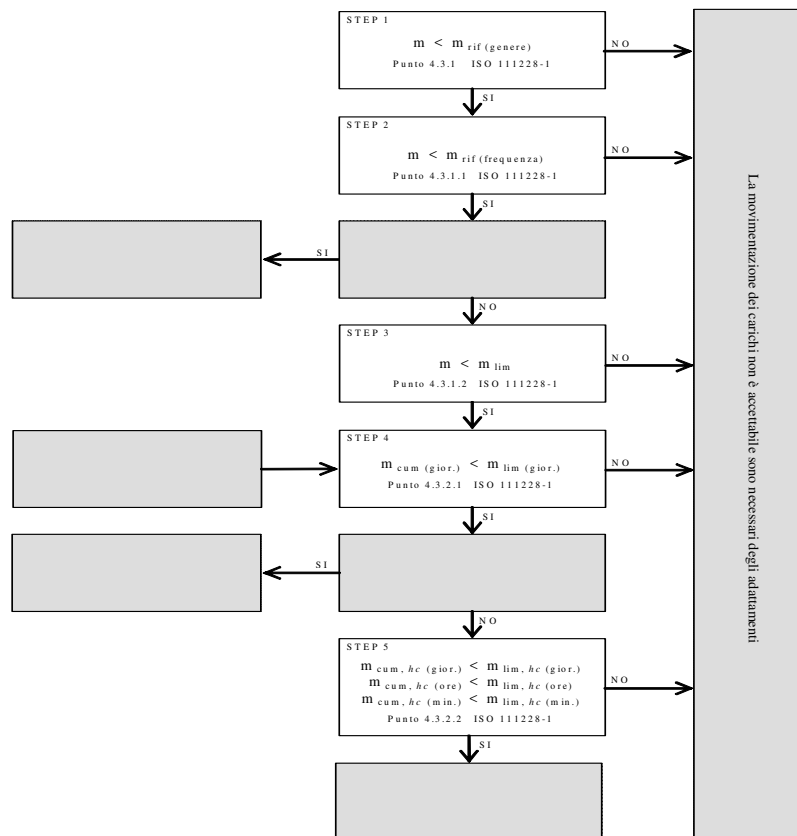 STEP 1
m < m rif (genere)
Punto 4.3.1 ISO 111228-1
NO
SI
STEP 2
m < m rif(frequenza)
Punto 4.3.1.1 ISO 111228-1
NO
SI
SI
NO
STEP 3
m < m lim
Punto 4.3.1.2 ISO 111228-1
NO
SI
STEP 4
m cum (gior.) < m lim (gior.)
Punto 4.3.2.1 ISO 111228-1
NO
SI
SI
NO
STEP 5
m cum, hc (gior.) < m lim, hc (gior.)
m cum, hc (ore) < m lim, hc (ore)
m cum, hc (min.) < m lim, hc (min.)
Punto 4.3.2.2 ISO 111228-1
NO
SI
La movimentazione dei carichi non è accettabile sono necessari degli adattamenti